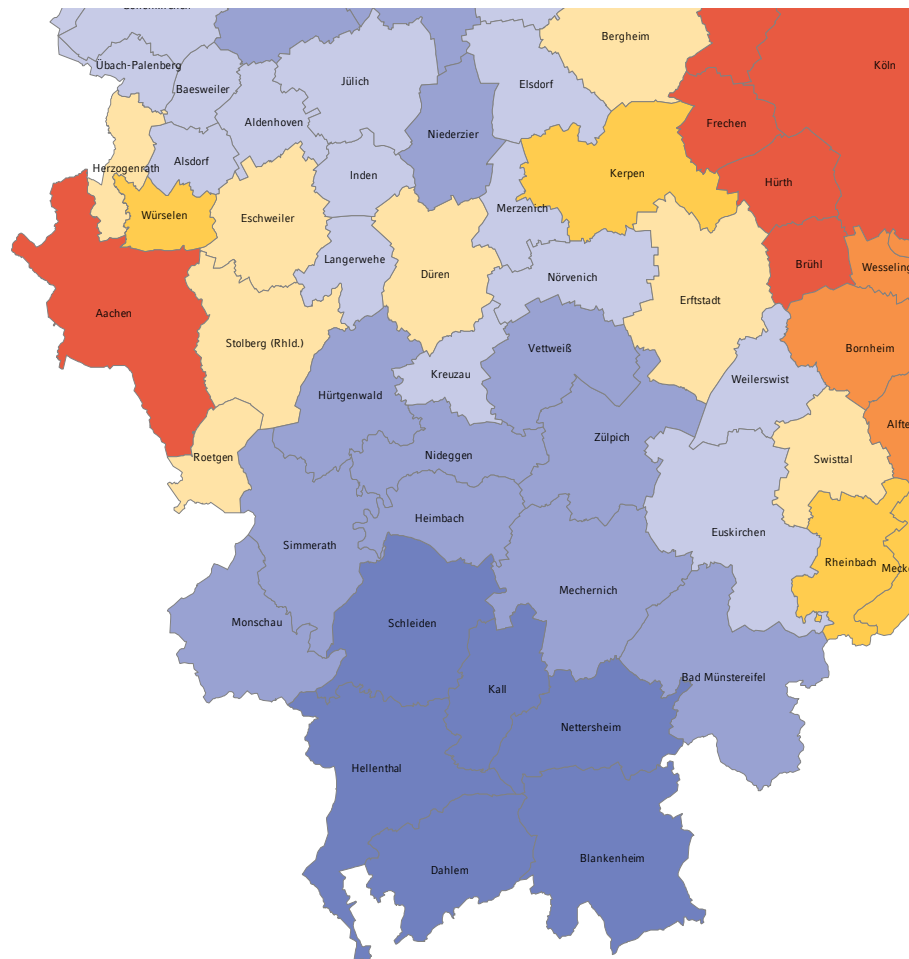 Bergheim
Köln
Übach-Palenberg
Baesweiler
Jülich
Elsdorf
Aldenhoven
Niederzier
Frechen
Herzogenrath
Alsdorf
Inden
Kerpen
Hürth
Würselen
Eschweiler
Merzenich
Langerwehe
Düren
Nörvenich
Brühl
Wesseling
Erftstadt
Aachen
Stolberg (Rhld.)
Vettweiß
Bornheim
Kreuzau
Weilerswist
Hürtgenwald
Alfte
Zülpich
Roetgen
Nideggen
Swisttal
Heimbach
Euskirchen
Simmerath
Rheinbach
Mecke
Mechernich
Monschau
Schleiden
Bad Münstereifel
Kall
Nettersheim
Hellenthal
Blankenheim
Dahlem